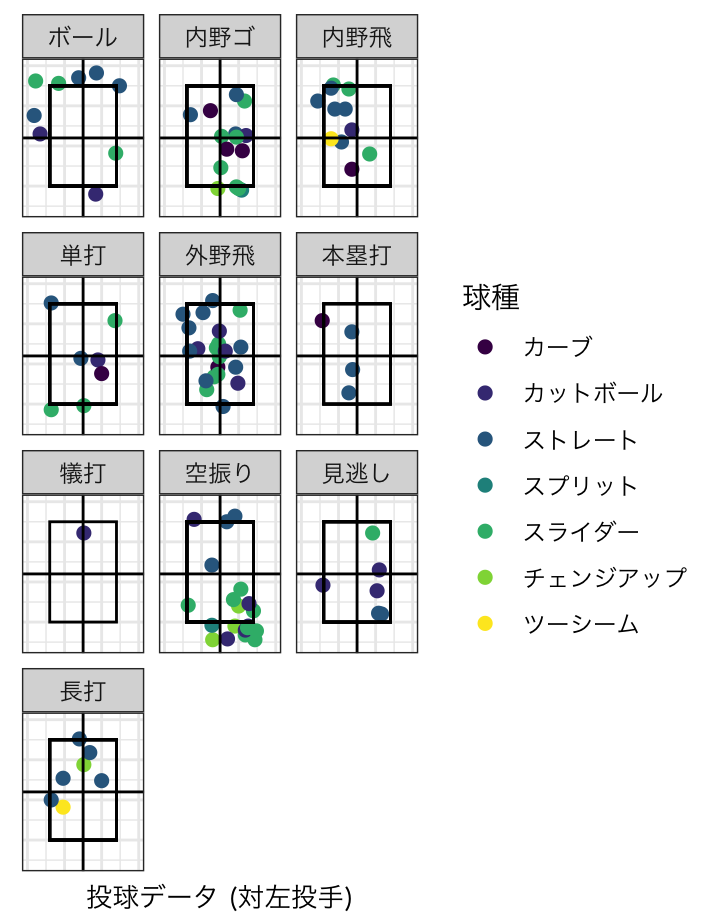 ボール
内野ゴ
内野飛
単打
外野飛
本塁打
犠打
空振り
見逃し
長打
球種
カーブ
カットボール
ストレート
スプリット
スライダー
チェンジアップ
ツーシーム
投球データ (対左投手)